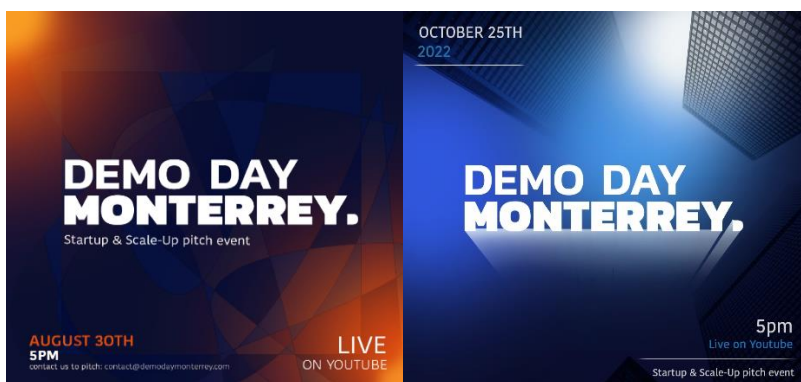 DEMO DAY
MONTERREY.
Startup & Scale-Up pitch event
AUGUST 30TH
5PM
contact us to pitch: contact@demodaymonterrey.com
LIVE
ON YOUTUBE
OCTOBER 25TH
2022
DEMO DAY
MONTERREY.
5pm
Live on Youtube
Startup & Scale-Up pitch event